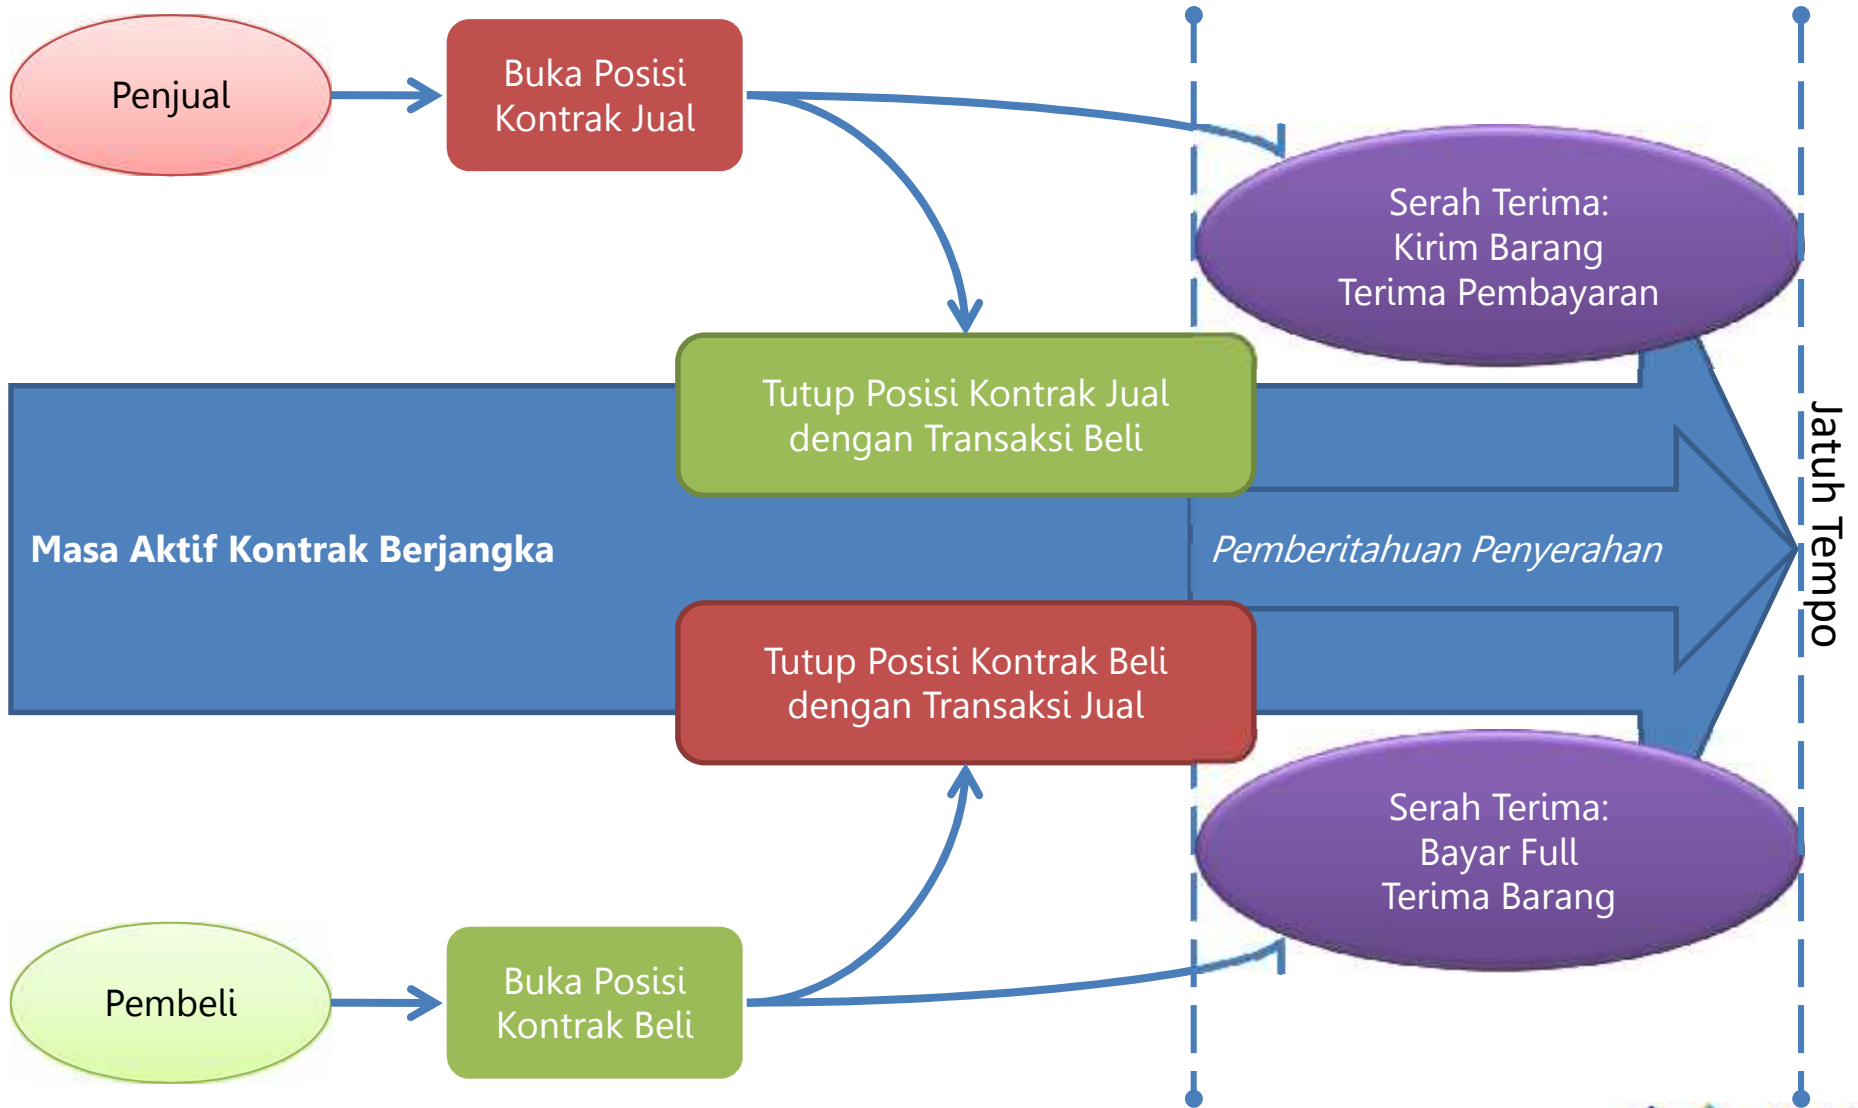 Penjual
Buka Posisi
Kontrak Jual
Serah Terima:
Kirim Barang
Terima Pembayaran
Tutup Posisi Kontrak Jual
dengan Transaksi Beli
Masa Aktif Kontrak Berjangka
Pemberitahuan Penyerahan
Jatuh Tempo
Tutup Posisi Kontrak Beli
dengan Transaksi Jual
Serah Terima:
Bayar Full
Terima Barang
Pembeli
Buka Posisi
Kontrak Beli